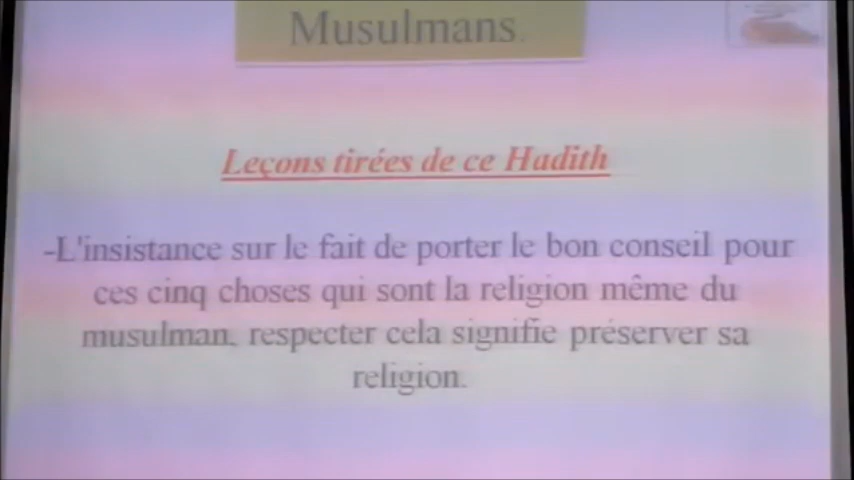 Musulmans.
Leçons tirées de ce Hadith
-L'insistance sur le fait de porter le bon conseil pour
ces cinq choses qui sont la religion même du
musulman, respecter cela signifie préserver sa
religion.